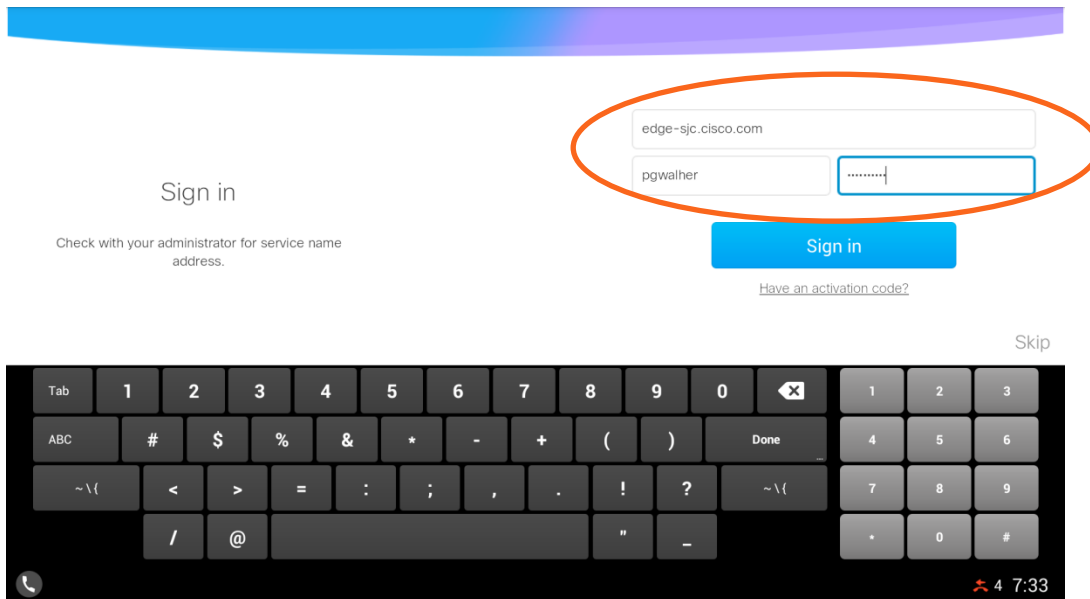 edge-sjc.cisco.com
pgwalher ··········
Sign in
Check with your administrator for service name
address.
Sign in
Have an activation code?
Skip
Tab 1 2 3 4 5 6 7 8 9 0 1 2 3
ABC # $ % & * - + ( ) Done ... 4 5 6
~\{ < > = : ; , . ! ? ~\{ 7 8 9
/ @ " _ * 0 #
4 7:33